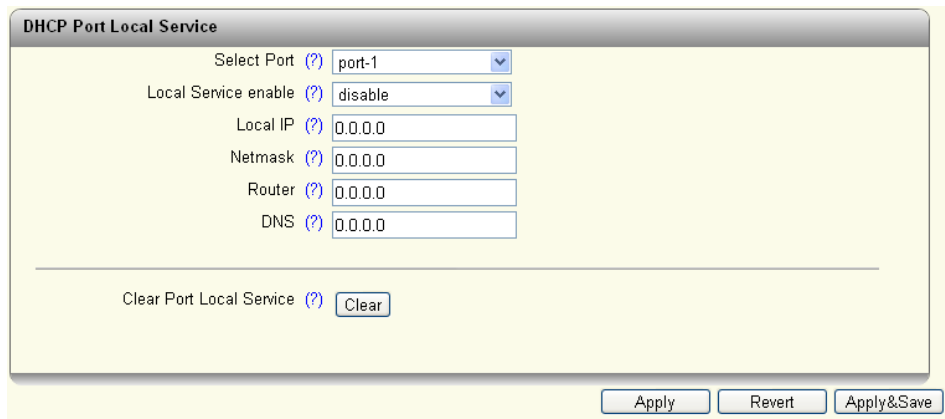 DHCP Port Local Service
Select Port (?) port-1
Local Service enable (?) disable
Local IP (?) 0.0.0.0
Netmask (?) 0.0.0.0
Router (?) 0.0.0.0
DNS (?) 0.0.0.0
Clear Port Local Service (?) Clear
Apply Revert Apply&Save